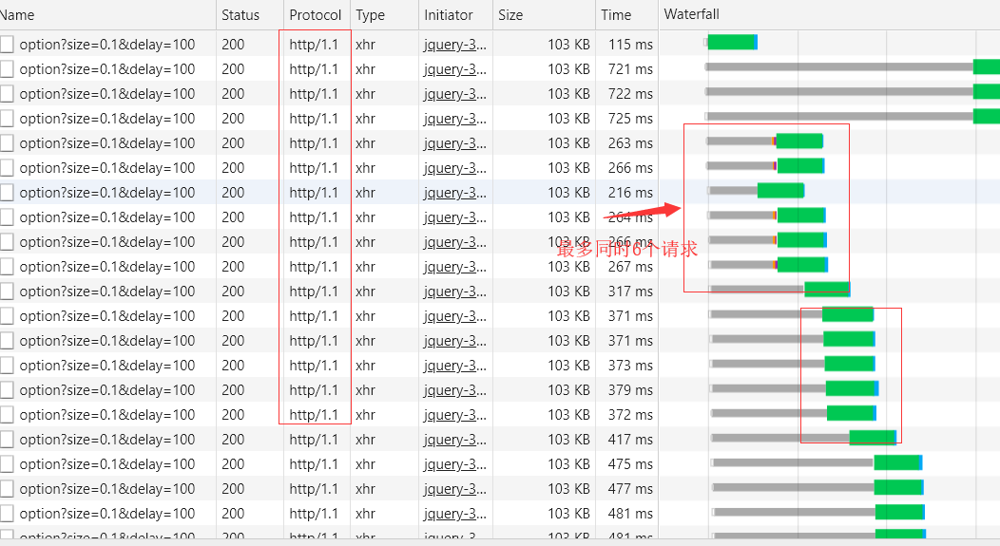 Name Status Protocol Type Initiator Size Time Waterfall
option?size=0.1&delay=100 200 http/1.1 xhr jquery-3... 103 KB 115 ms
option?size=0.1&delay=100 200 http/1.1 xhr jquery-3... 103 KB 721 ms
option?size=0.1&delay=100 200 http/1.1 xhr jquery-3... 103 KB 722 ms
option?size=0.1&delay=100 200 http/1.1 xhr jquery-3... 103 KB 725 ms
option?size=0.1&delay=100 200 http/1.1 xhr jquery-3... 103 KB 263 ms
option?size=0.1&delay=100 200 http/1.1 xhr jquery-3... 103 KB 266 ms
option?size=0.1&delay=100 200 http/1.1 xhr jquery-3... 103 KB 216 ms
option?size=0.1&delay=100 200 http/1.1 xhr jquery-3... 103 KB 264 ms
option?size=0.1&delay=100 200 http/1.1 xhr jquery-3... 103 KB 266 ms
最多同时6个请求
option?size=0.1&delay=100 200 http/1.1 xhr jquery-3... 103 KB 267 ms
option?size=0.1&delay=100 200 http/1.1 xhr jquery-3... 103 KB 317 ms
option?size=0.1&delay=100 200 http/1.1 xhr jquery-3... 103 KB 371 ms
option?size=0.1&delay=100 200 http/1.1 xhr jquery-3... 103 KB 371 ms
option?size=0.1&delay=100 200 http/1.1 xhr jquery-3... 103 KB 373 ms
option?size=0.1&delay=100 200 http/1.1 xhr jquery-3... 103 KB 379 ms
option?size=0.1&delay=100 200 http/1.1 xhr jquery-3... 103 KB 372 ms
option?size=0.1&delay=100 200 http/1.1 xhr jquery-3... 103 KB 417 ms
option?size=0.1&delay=100 200 http/1.1 xhr jquery-3... 103 KB 475 ms
option?size=0.1&delay=100 200 http/1.1 xhr jquery-3... 103 KB 477 ms
option?size=0.1&delay=100 200 http/1.1 xhr jquery-3... 103 KB 481 ms
option?size=0.1&delay=100 200 http/1.1 xhr jquery-3... 103 KB 481 ms